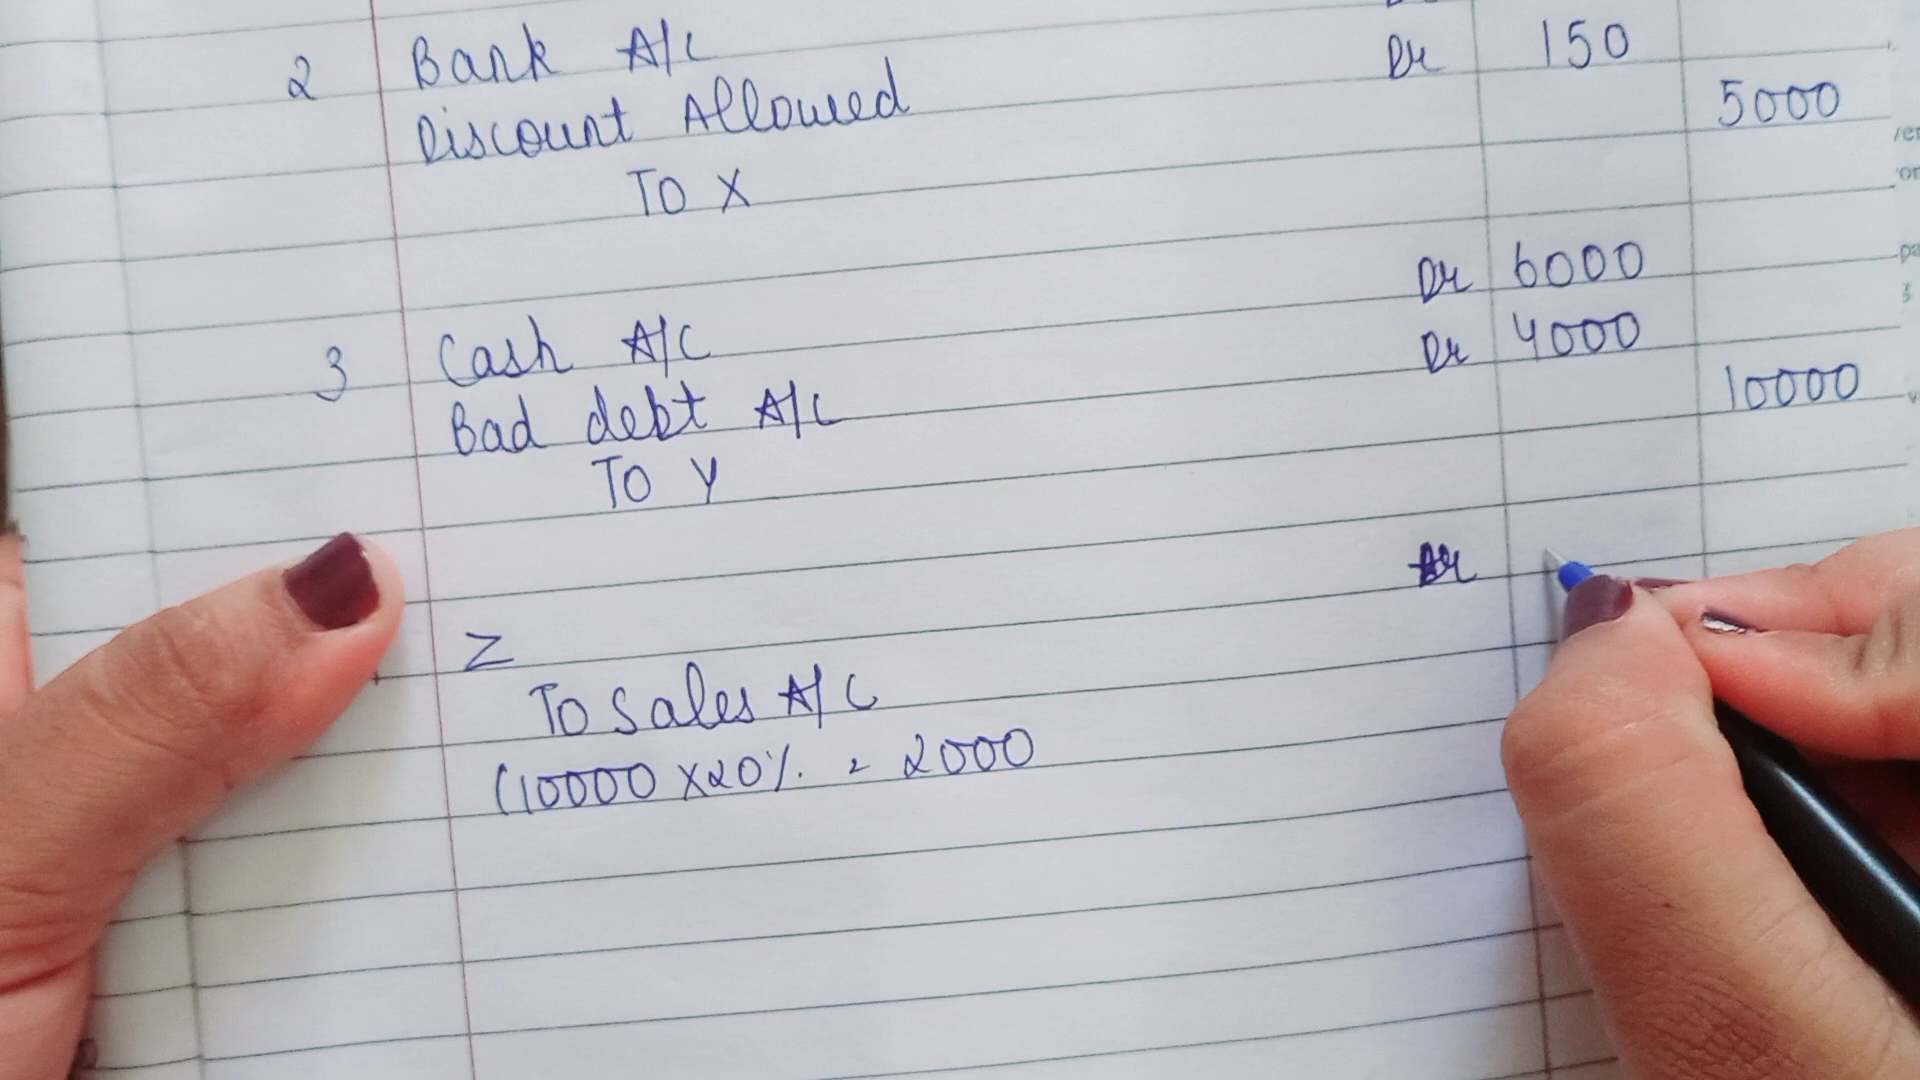 2 Bank A/C
Discount Allowed Dr 150
To X 5000
3 Cash A/C Dr 6000
Bad debt A/C Dr 4000
To Y 10000
Z Dr
To Sales A/C
(10000 X20% = 2000